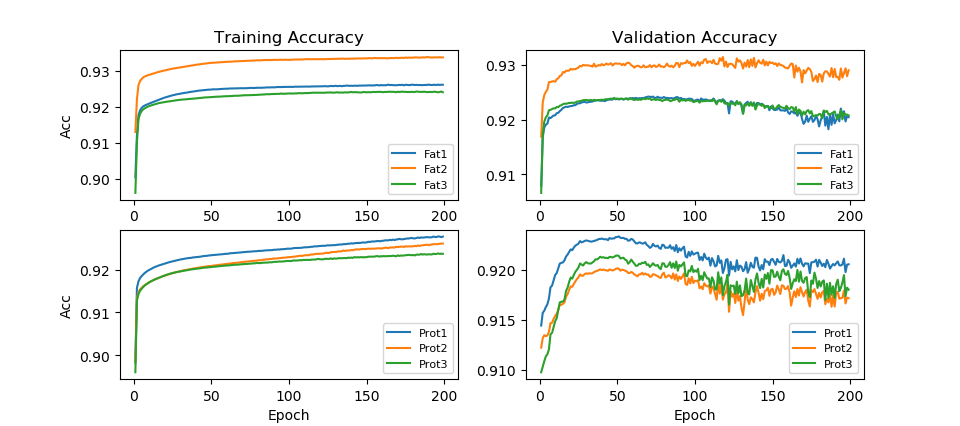 Training Accuracy
Acc
0.93
0.92
0.91
0.90
0 50 100 150 200
Fat1
Fat2
Fat3
Validation Accuracy
0.93
0.92
0.91
0 50 100 150 200
Fat1
Fat2
Fat3
Acc
0.92
0.91
0.90
0 50 100 150 200
Epoch
Prot1
Prot2
Prot3
0.920
0.915
0.910
0 50 100 150 200
Epoch
Prot1
Prot2
Prot3